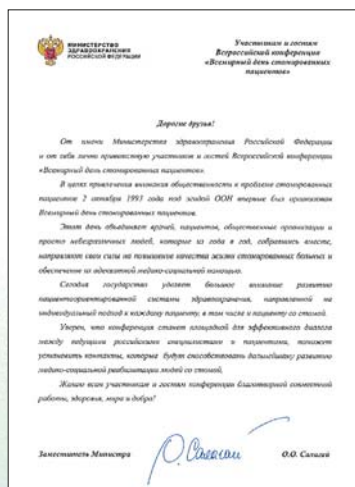 МИНИСТЕРСТВО
ЗДРАВООХРАНЕНИЯ
РОССИЙСКОЙ ФЕДЕРАЦИИ
Участникам и гостям
Всероссийской конференции
«Всемирный день стомированных
пациентов»
Дорогие друзья!
От имени Министерства здравоохранения Российской Федерации
и от себя лично приветствую участников и гостей Всероссийской конференции
«Всемирный день стомированных пациентов».
В целях привлечения внимания общественности к проблеме стомированных
пациентов 2 октября 1993 года под эгидой ООН впервые был организован
Всемирный день стомированных пациентов.
Этот день объединяет врачей, пациентов, общественные организации и
просто небезразличных людей, которые из года в год, собравшись вместе,
направляют свои силы на повышение качества жизни стомированных больных и
обеспечение их адекватной медико-социальной помощью.
Сегодня государство уделяет большое внимание развитию
пациентоориентированной системы здравоохранения, направленной на
индивидуальный подход к каждому пациенту, в том числе и пациенту со стомой.
Уверен, что конференция станет площадкой для эффективного диалога
между ведущими российскими специалистами и пациентами, поможет
установить контакты, которые будут способствовать дальнейшему развитию
медико-социальной реабилитации людей со стомой.
Желаю всем участникам и гостям конференции благотворной совместной
работы, здоровья, мира и добра!
Заместитель Министра
О.О. Салагай